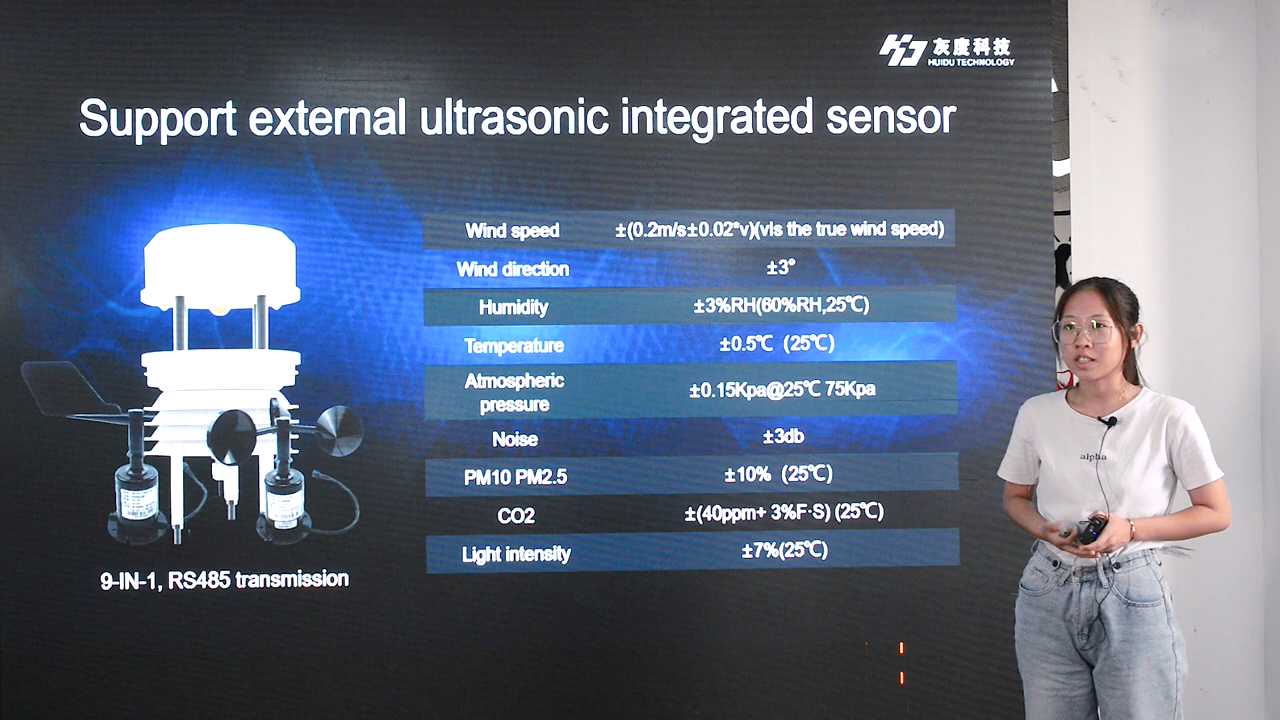 灰度科技
HUIDU TECHNOLOGY
Support external ultrasonic integrated sensor
Wind speed ±(0.2m/s±0.02*v)(vIs the true wind speed)
Wind direction ±3°
Humidity ±3%RH(60%RH,25℃)
Temperature ±0.5℃ (25℃)
Atmospheric
pressure ±0.15Kpa@25℃ 75Kpa
Noise ±3db
PM10 PM2.5 ±10% (25℃)
CO2 ±(40ppm+ 3%F·S) (25℃)
Light intensity ±7%(25℃)
9-IN-1, RS485 transmission
alpha